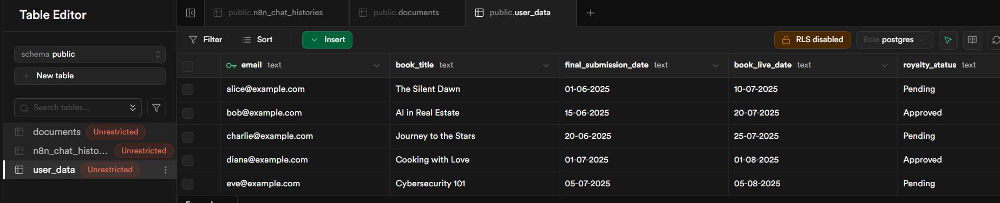 Table Editor
public.n8n_chat_histories
public.documents
public.user_data
Filter
Sort
Insert
RLS disabled
Role postgres
schema public
New table
Search tables...
documents Unrestricted
n8n_chat_histo... Unrestricted
user_data Unrestricted
email text book_title text final_submission_date text book_live_date text royalty_status text
alice@example.com The Silent Dawn 01-06-2025 10-07-2025 Pending
bob@example.com AI in Real Estate 15-06-2025 20-07-2025 Approved
charlie@example.com Journey to the Stars 20-06-2025 25-07-2025 Pending
diana@example.com Cooking with Love 01-07-2025 01-08-2025 Approved
eve@example.com Cybersecurity 101 05-07-2025 05-08-2025 Pending